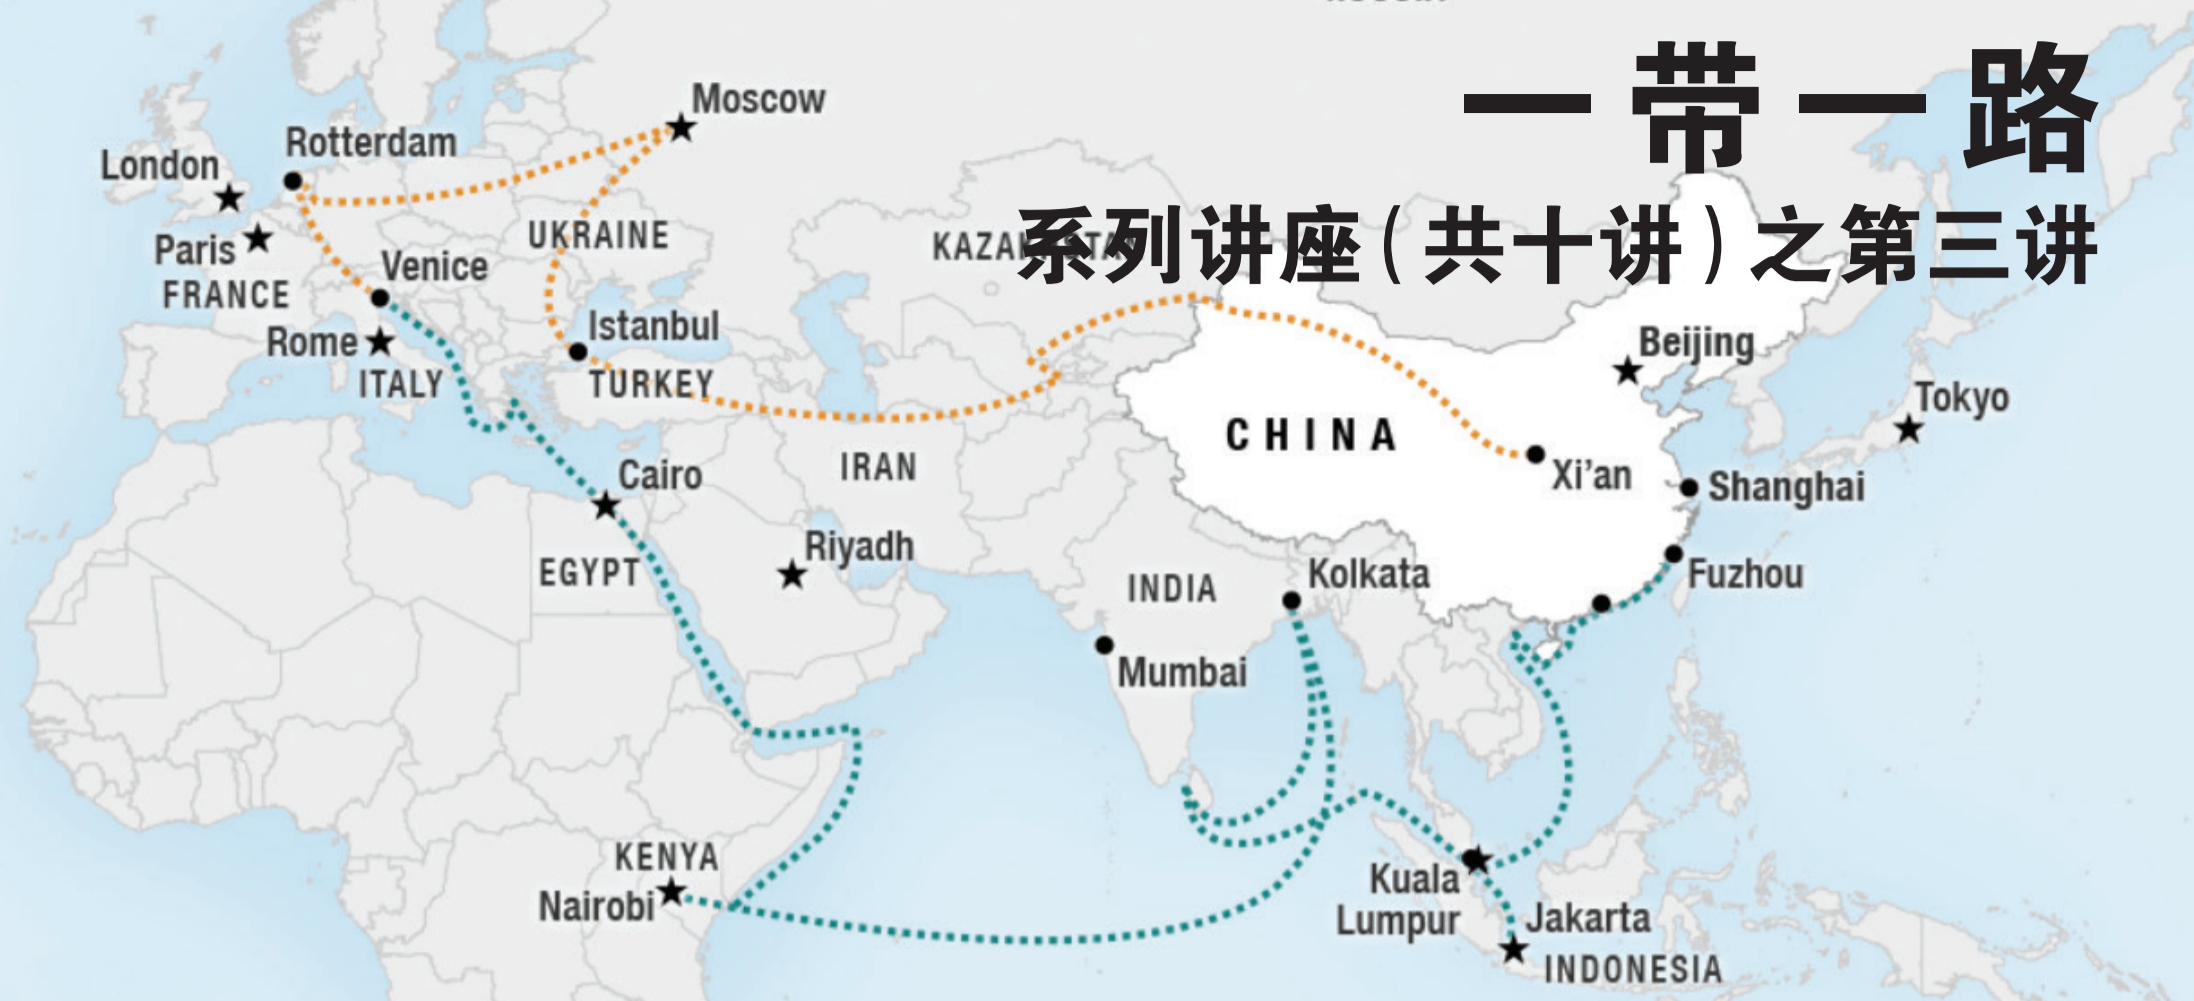 一带一路
系列讲座(共十讲)之第三讲
Moscow
Rotterdam
London
UKRAINE
Paris
Venice
FRANCE
Istanbul
Rome
ITALY
TURKEY
Beijing
Tokyo
CHINA
IRAN
Cairo
Xi'an
Shanghai
Riyadh
EGYPT
INDIA
Kolkata
Fuzhou
Mumbai
KENYA
Nairobi
Kuala
Lumpur
Jakarta
INDONESIA